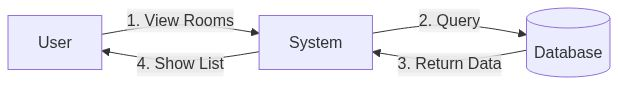 User
1. View Rooms
4. Show List
System
2. Query
3. Return Data
Database